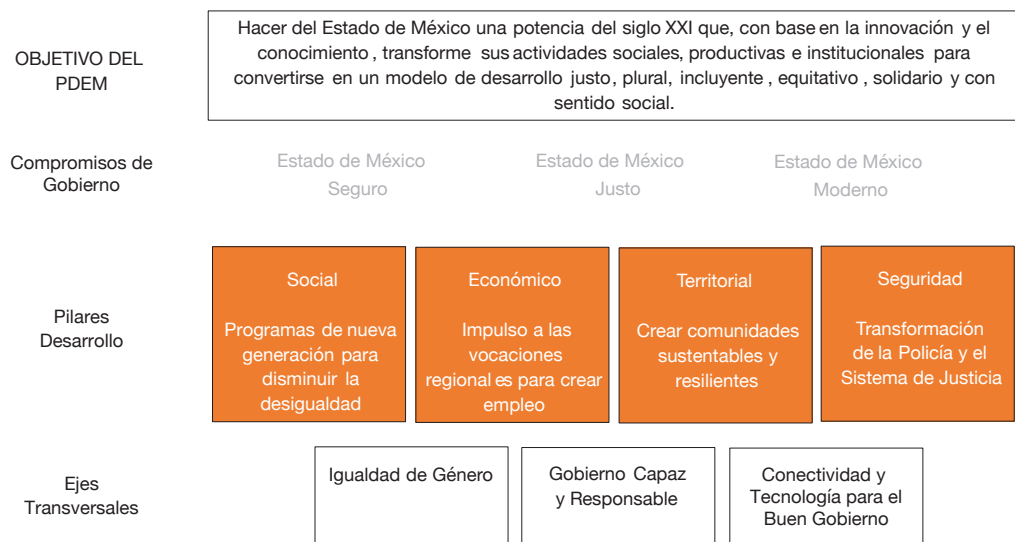 OBJETIVO DEL
PDEM
Hacer del Estado de México una potencia del siglo XXI que, con base en la innovación y el
conocimiento, transforme sus actividades sociales, productivas e institucionales para
convertirse en un modelo de desarrollo justo, plural, incluyente, equitativo, solidario y con
sentido social.
Compromisos de
Gobierno
Estado de México
Seguro
Estado de México
Justo
Estado de México
Moderno
Pilares
Desarrollo
Social
Programas de nueva
generación para
disminuir la
desigualdad
Económico
Impulso a las
vocaciones
regionales para crear
empleo
Territorial
Crear comunidades
sustentables y
resilientes
Seguridad
Transformación
de la Policía y el
Sistema de Justicia
Ejes
Transversales
Igualdad de Género
Gobierno Capaz
y Responsable
Conectividad y
Tecnología para el
Buen Gobierno